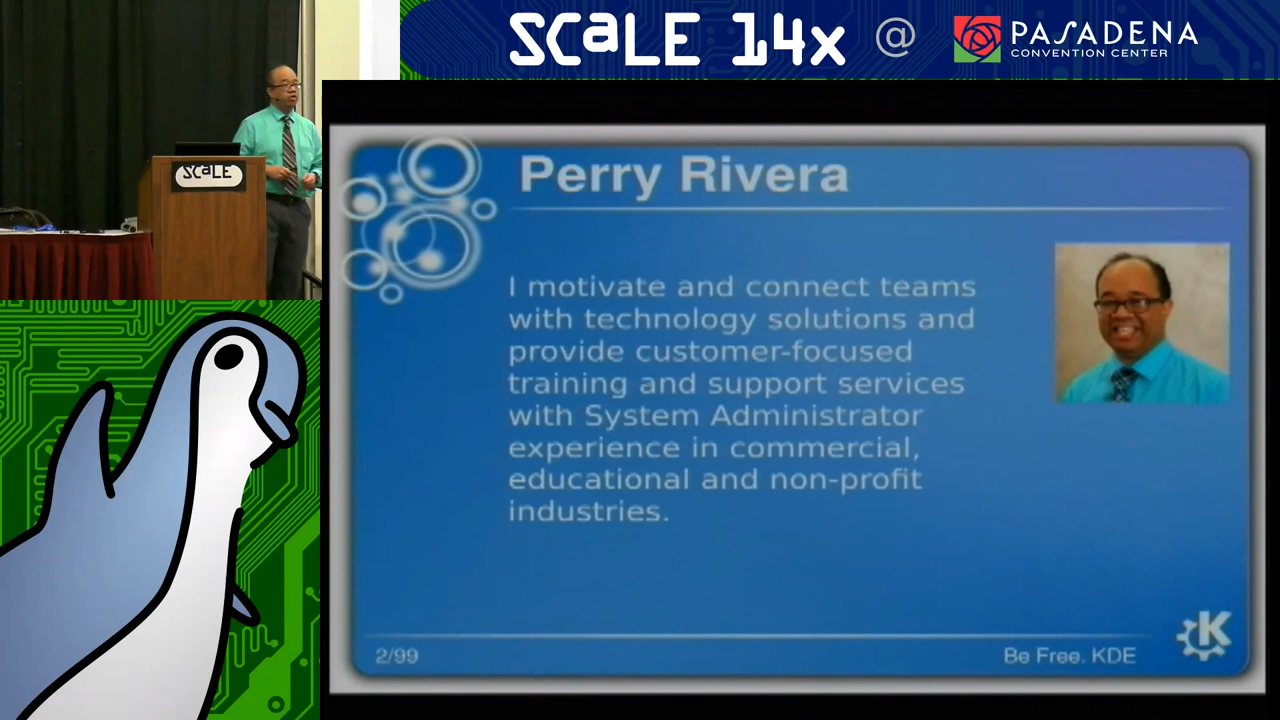 SCaLE 14x @ PASADENA
CONVENTION CENTER
SCaLE
Perry Rivera
I motivate and connect teams
with technology solutions and
provide customer-focused
training and support services
with System Administrator
experience in commercial,
educational and non-profit
industries.
2/99
Be Free. KDE
K